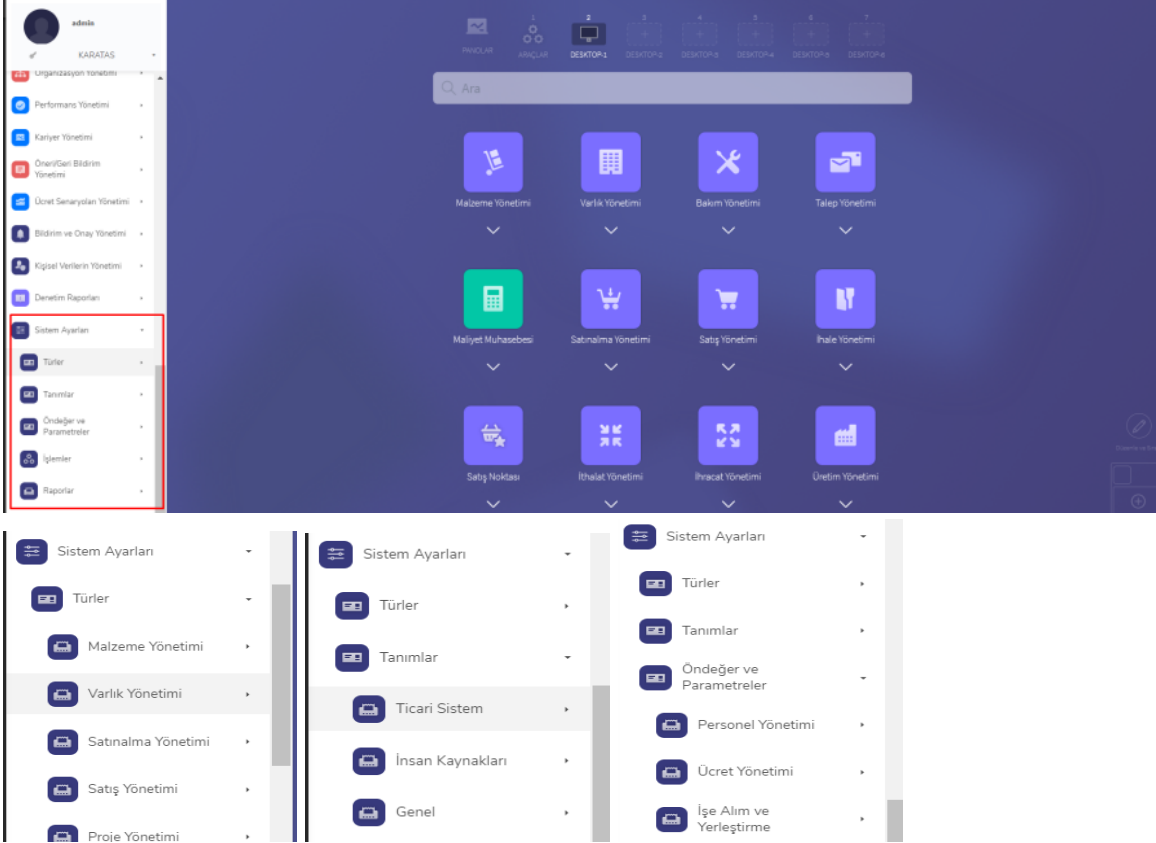 admin
KARATAS
Organizasyon Yönetimi
Performans Yönetimi
Kariyer Yönetimi
Öneri/Geri Bildirim
Yönetimi
Ücret Senaryoları Yönetimi
Bildirim ve Onay Yönetimi
Kişisel Verilerin Yönetimi
Denetim Raporları
Sistem Ayarları
Türler
Tanımlar
Öndeğer ve
Parametreler
İşlemler
Raporlar
1 2 3 4 5 6 7
PANOLAR ARAÇLAR DESKTOP-1 DESKTOP-2 DESKTOP-3 DESKTOP-4 DESKTOP-5 DESKTOP-6
Ara
Malzeme Yönetimi Varlık Yönetimi Bakım Yönetimi Talep Yönetimi
Maliyet Muhasebesi Satınalma Yönetimi Satış Yönetimi İhale Yönetimi
Satış Noktası İthalat Yönetimi İhracat Yönetimi Üretim Yönetimi
Sistem Ayarları
Türler
Malzeme Yönetimi
Varlık Yönetimi
Satınalma Yönetimi
Satış Yönetimi
Proje Yönetimi
Sistem Ayarları
Türler
Tanımlar
Ticari Sistem
İnsan Kaynakları
Genel
Sistem Ayarları
Türler
Tanımlar
Öndeğer ve
Parametreler
Personel Yönetimi
Ücret Yönetimi
İşe Alım ve
Yerleştirme